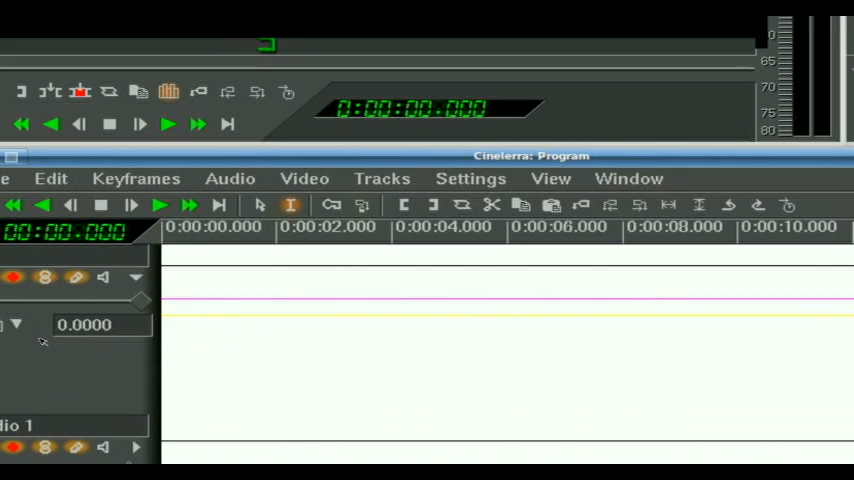 0
65
70
0:00:00.000
75
80
Cinelerra: Program
e Edit Keyframes Audio Video Tracks Settings View Window
00:00.000 0:00:00.000 0:00:02.000 0:00:04.000 0:00:06.000 0:00:08.000 0:00:10.000
0.0000
dio 1